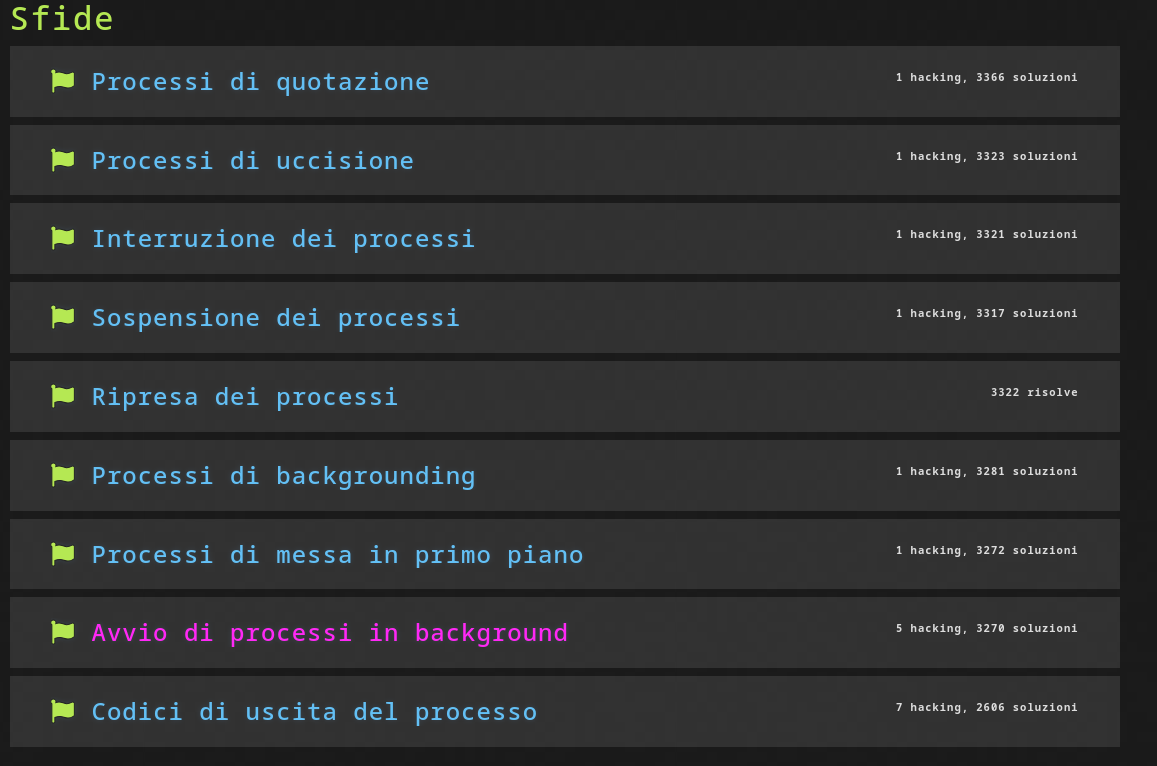 Sfide
Processi di quotazione
1 hacking, 3366 soluzioni
Processi di uccisione
1 hacking, 3323 soluzioni
Interruzione dei processi
1 hacking, 3321 soluzioni
Sospensione dei processi
1 hacking, 3317 soluzioni
Ripresa dei processi
3322 risolve
Processi di backgrounding
1 hacking, 3281 soluzioni
Processi di messa in primo piano
1 hacking, 3272 soluzioni
Avvio di processi in background
5 hacking, 3270 soluzioni
Codici di uscita del processo
7 hacking, 2606 soluzioni